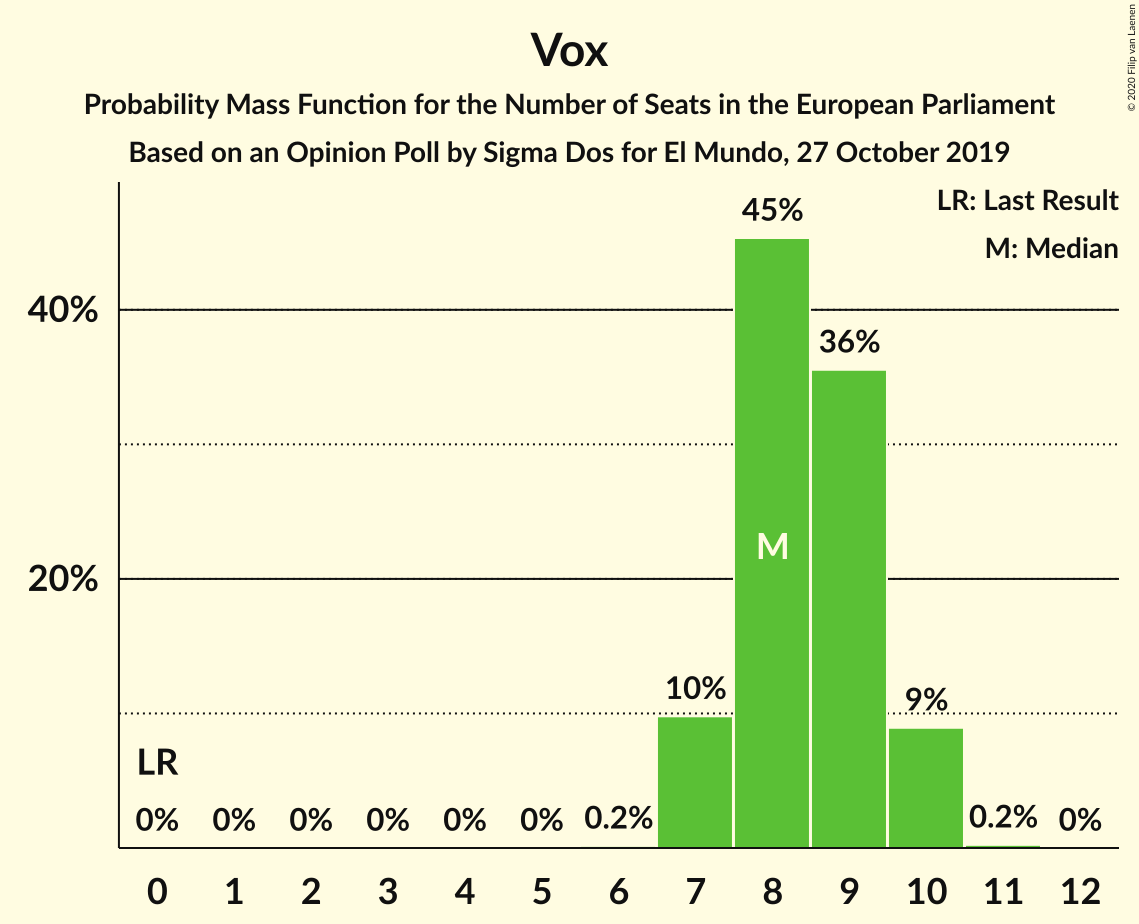 Vox
Probability Mass Function for the Number of Seats in the European Parliament
Based on an Opinion Poll by Sigma Dos for El Mundo, 27 October 2019
© 2020 Filip van Laenen
LR: Last Result
M: Median
40%
20%
45%
36%
M
10%
9%
LR
0% 0% 0% 0% 0% 0% 0.2% 0.2% 0%
0 1 2 3 4 5 6 7 8 9 10 11 12